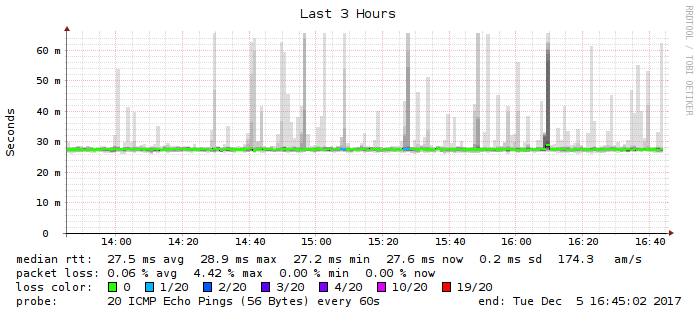 Last 3 Hours
RRDTOOL / TOBI OETIKER
Seconds
60 m
50 m
40 m
30 m
20 m
10 m
0
14:00 14:20 14:40 15:00 15:20 15:40 16:00 16:20 16:40
median rtt: 27.5 ms avg 28.9 ms max 27.2 ms min 27.6 ms now 0.2 ms sd 174.3 am/s
packet loss: 0.06 % avg 4.42 % max 0.00 % min 0.00 % now
loss color: 0 1/20 2/20 3/20 4/20 10/20 19/20
probe: 20 ICMP Echo Pings (56 Bytes) every 60s end: Tue Dec 5 16:45:02 2017